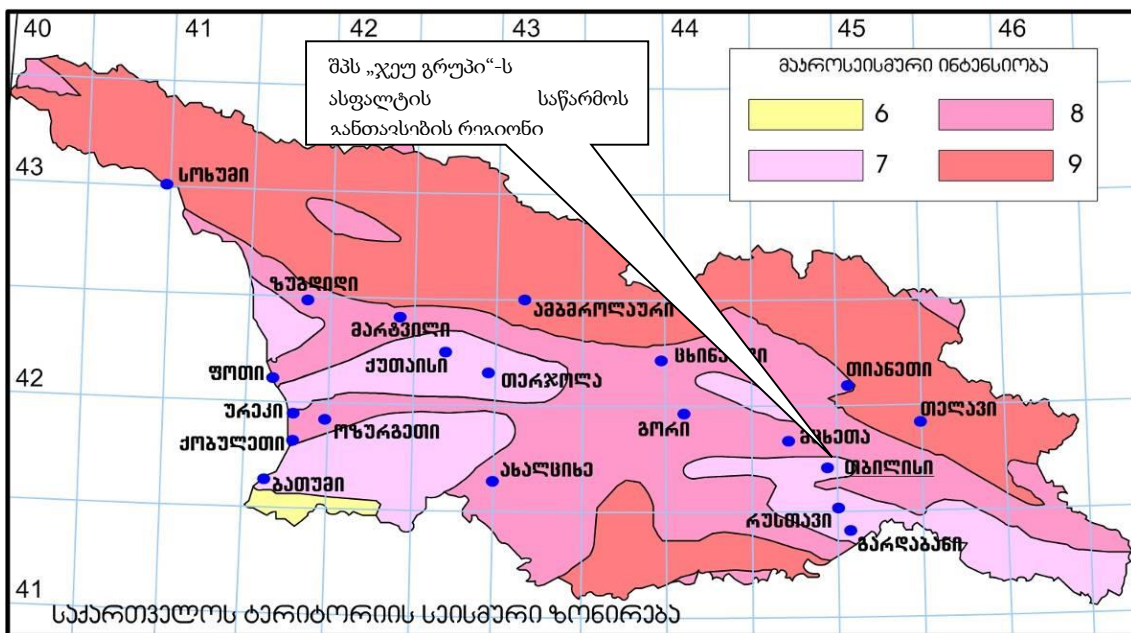 40 41 42 43 44 45 46
შპს „ჯეუ გრუპი“-ს
ასფალტის საწარმოს
განთავსების რეგიონი
მაკროსეისმური ინტენსიობა
6 8
7 9
43
სოხუმი
ზუგდიდი
ამბმროლაური
მარტვილი
ცხინვალი
ქუთაისი
თერჯოლა
თიანეთი
ფოთი
42
ურეკი
ოზურგეთი
გორი
თელავი
ქობულეთი
მცხეთა
ახალციხე
თბილისი
ბათუმი
რუსთავი
გარდაბანი
41
საქართველოს ტერიტორიის სეისმური ზონირება